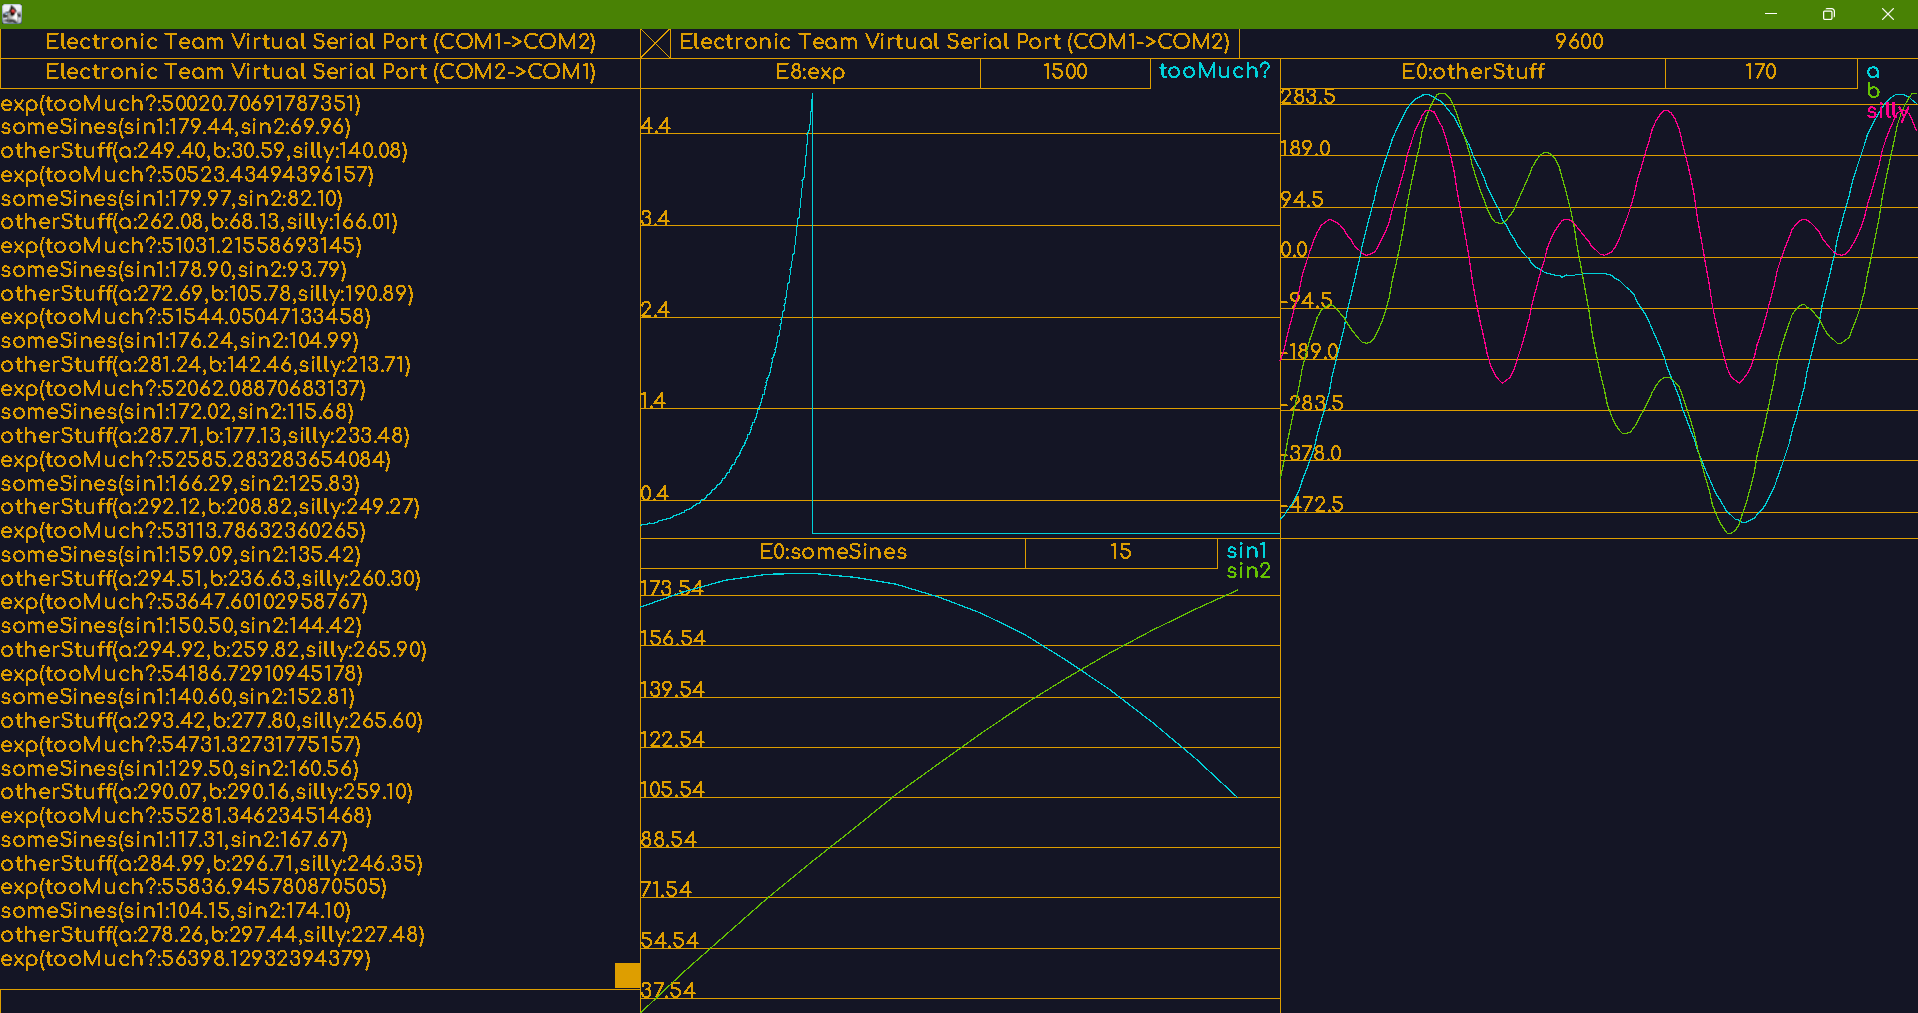 Electronic Team Virtual Serial Port (COM1->COM2)
Electronic Team Virtual Serial Port (COM2->COM1)
exp(tooMuch?:50020.70691787351)
someSines(sin1:179.44,sin2:69.96)
otherStuff(a:249.40,b:30.59,silly:140.08)
exp(tooMuch?:50523.43494396157)
someSines(sin1:179.97,sin2:82.10)
otherStuff(a:262.08,b:68.13,silly:166.01)
exp(tooMuch?:51031.21558693145)
someSines(sin1:178.90,sin2:93.79)
otherStuff(a:272.69,b:105.78,silly:190.89)
exp(tooMuch?:51544.05047133458)
someSines(sin1:176.24,sin2:104.99)
otherStuff(a:281.24,b:142.46,silly:213.71)
exp(tooMuch?:52062.08870683137)
someSines(sin1:172.02,sin2:115.68)
otherStuff(a:287.71,b:177.13,silly:233.48)
exp(tooMuch?:52585.283283654084)
someSines(sin1:166.29,sin2:125.83)
otherStuff(a:292.12,b:208.82,silly:249.27)
exp(tooMuch?:53113.78632360265)
someSines(sin1:159.09,sin2:135.42)
otherStuff(a:294.51,b:236.63,silly:260.30)
exp(tooMuch?:53647.60102958767)
someSines(sin1:150.50,sin2:144.42)
otherStuff(a:294.92,b:259.82,silly:265.90)
exp(tooMuch?:54186.72910945178)
someSines(sin1:140.60,sin2:152.81)
otherStuff(a:293.42,b:277.80,silly:265.60)
exp(tooMuch?:54731.32731775157)
someSines(sin1:129.50,sin2:160.56)
otherStuff(a:290.07,b:290.16,silly:259.10)
exp(tooMuch?:55281.34623451468)
someSines(sin1:117.31,sin2:167.67)
otherStuff(a:284.99,b:296.71,silly:246.35)
exp(tooMuch?:55836.945780870505)
someSines(sin1:104.15,sin2:174.10)
otherStuff(a:278.26,b:297.44,silly:227.48)
exp(tooMuch?:56398.12932394379)
Electronic Team Virtual Serial Port (COM1->COM2)
9600
E8:exp
1500
tooMuch?
4.4
3.4
2.4
1.4
0.4
E0:otherStuff
170
a
b
silly
283.5
189.0
94.5
0.0
-94.5
-189.0
-283.5
-378.0
-472.5
E0:someSines
15
sin1
sin2
173.54
156.54
139.54
122.54
105.54
88.54
71.54
54.54
37.54